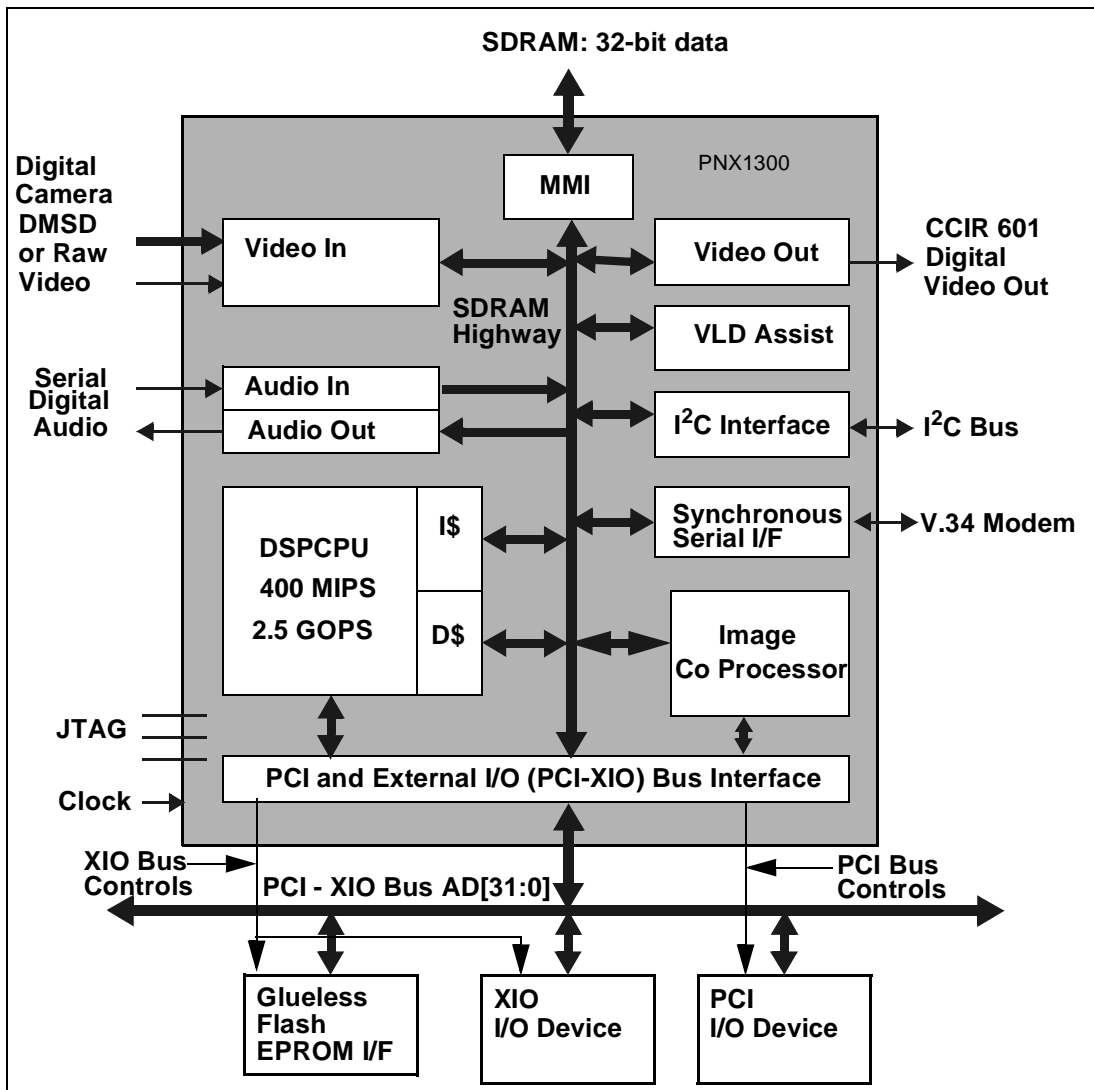 SDRAM: 32-bit data
PNX1300
MMI
Digital
Camera
DMSD
or Raw
Video
Video In
Video Out
CCIR 601
Digital
Video Out
SDRAM
Highway
VLD Assist
Serial
Digital
Audio
Audio In
Audio Out
I²C Interface
I²C Bus
DSPCPU
400 MIPS
2.5 GOPS
I$
D$
Synchronous
Serial I/F
V.34 Modem
Image
Co Processor
JTAG
Clock
PCI and External I/O (PCI-XIO) Bus Interface
XIO Bus
Controls
PCI - XIO Bus AD[31:0]
PCI Bus
Controls
Glueless
Flash
EPROM I/F
XIO
I/O Device
PCI
I/O Device